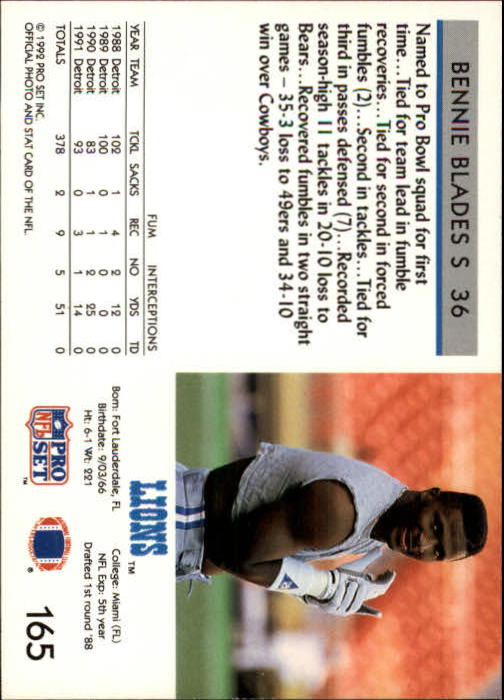 BENNIE BLADES S 36
Named to Pro Bowl squad for first
time...Tied for team lead in fumble
recoveries...Tied for second in forced
fumbles (2)...Second in tackles...Tied for
third in passes defensed (7)...Recorded
season-high 11 tackles in 20-10 loss to
Bears...Recovered fumbles in two straight
games – 35-3 loss to 49ers and 34-10
win over Cowboys.
FUM INTERCEPTIONS
YEAR TEAM TCKL SACKS REC NO YDS TD
1988 Detroit 102 1 4 2 12 0
1989 Detroit 100 0 1 0 0 0
1990 Detroit 83 1 1 2 25 0
1991 Detroit 93 0 3 1 14 0
TOTALS 378 2 9 5 51 0
© 1992 PRO SET INC.
OFFICIAL PHOTO AND STAT CARD OF THE NFL.
LIONS™
Born: Fort Lauderdale, FL College: Miami (FL)
Birthdate: 9/03/66 NFL Exp: 5th year
Ht: 6-1 Wt: 221 Drafted 1st round '88
NFL PRO SET ™
®
165